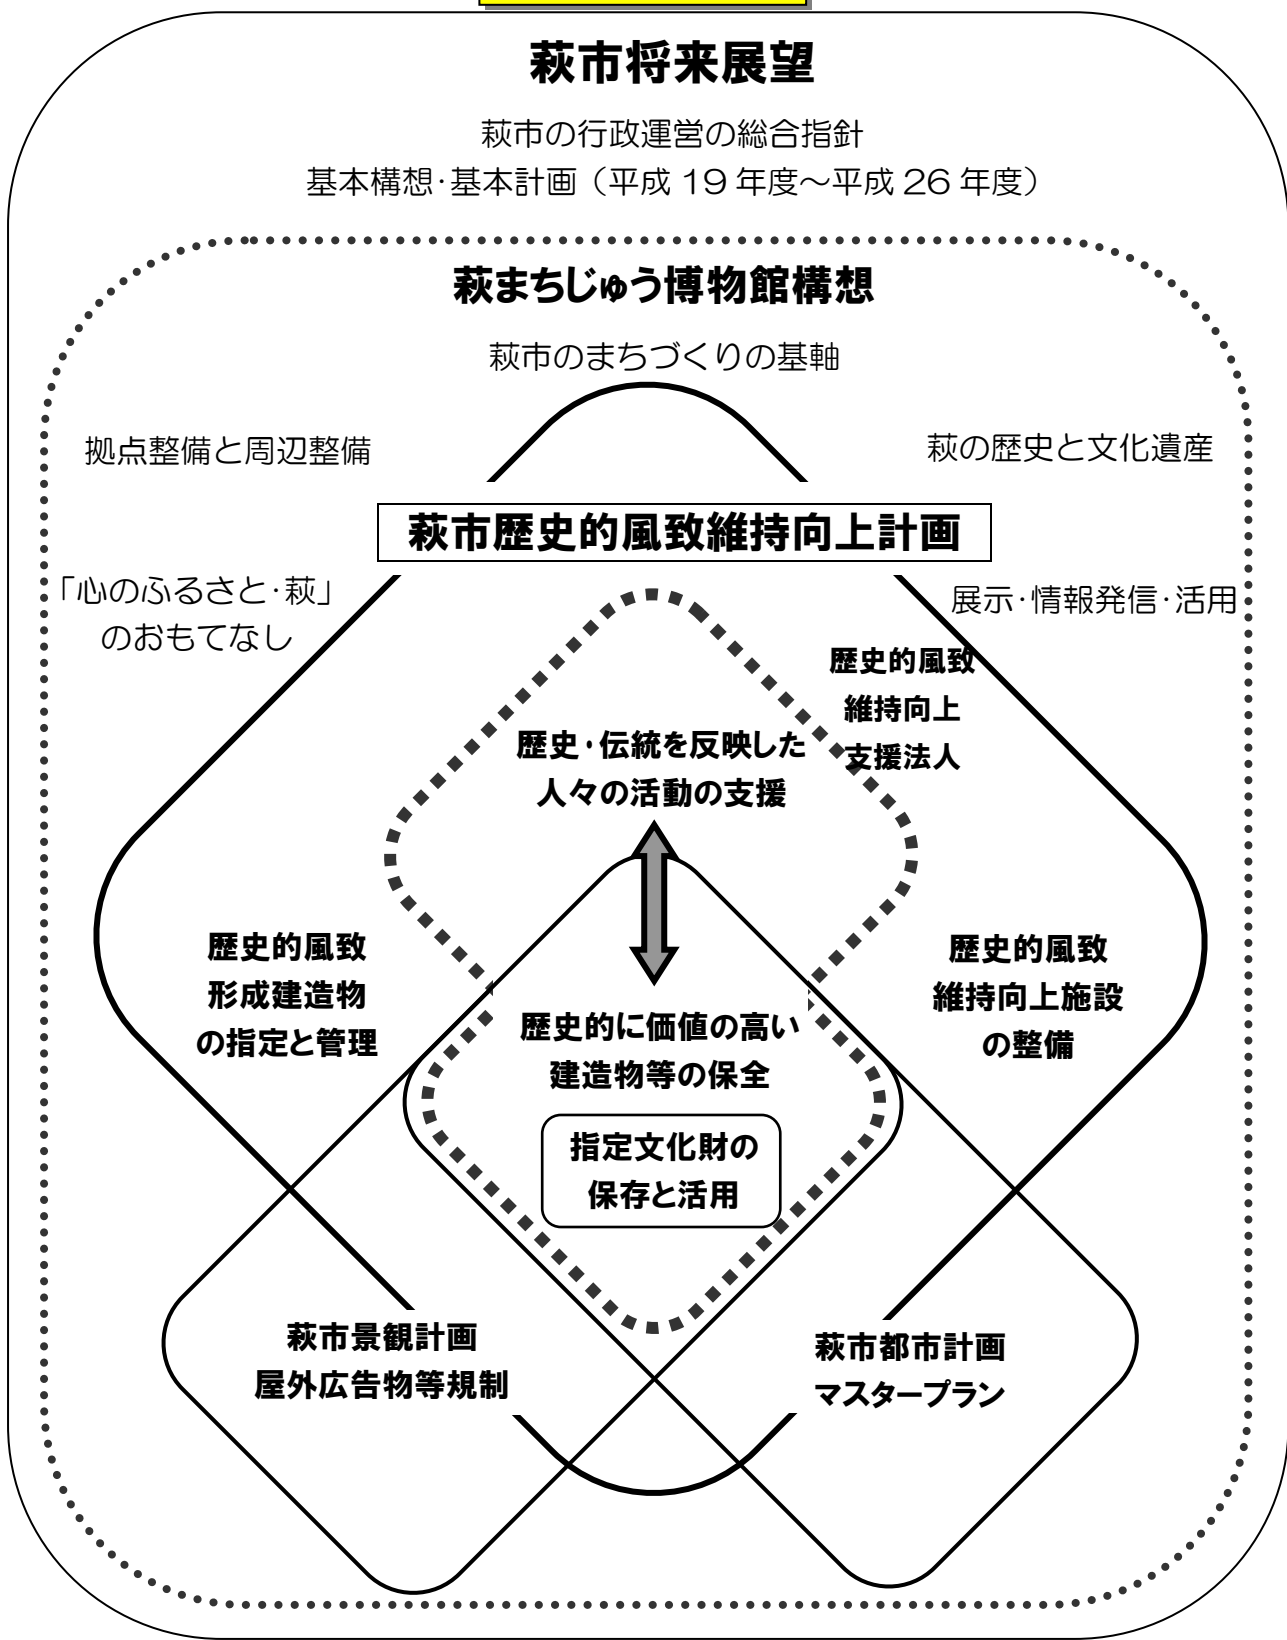 萩市将来展望
萩市の行政運営の総合指針
基本構想・基本計画（平成 19 年度～平成 26 年度）
萩まちじゅう博物館構想
萩市のまちづくりの基軸
拠点整備と周辺整備
萩の歴史と文化遺産
萩市歴史的風致維持向上計画
「心のふるさと・萩」
のおもてなし
展示・情報発信・活用
歴史的風致
維持向上
支援法人
歴史・伝統を反映した
人々の活動の支援
歴史的風致
形成建造物
の指定と管理
歴史的風致
維持向上施設
の整備
歴史的に価値の高い
建造物等の保全
指定文化財の
保存と活用
萩市景観計画
屋外広告物等規制
萩市都市計画
マスタープラン